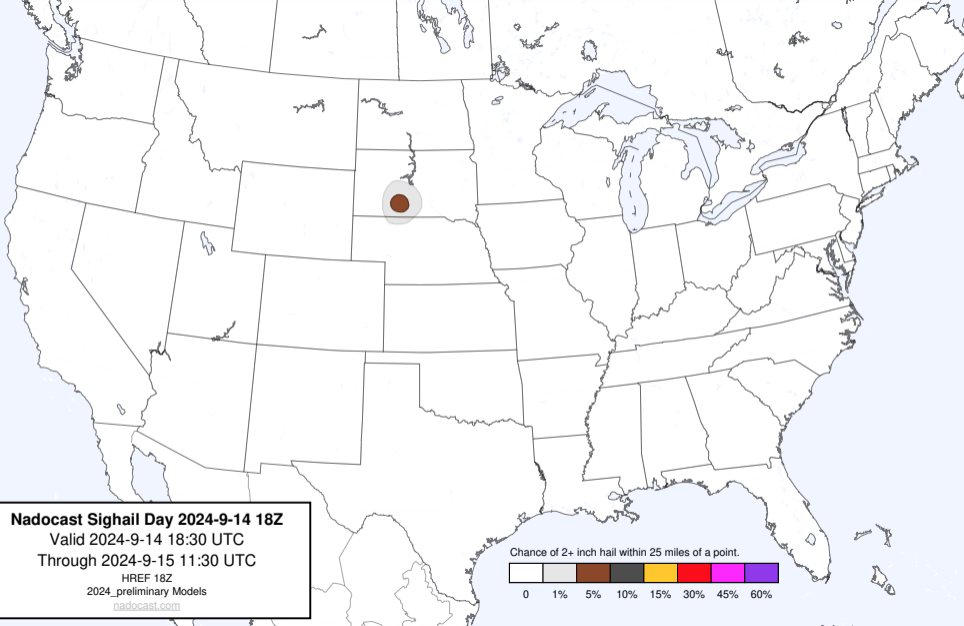 Nadocast Sighail Day 2024-9-14 18Z
Valid 2024-9-14 18:30 UTC
Through 2024-9-15 11:30 UTC
HREF 18Z
2024_preliminary Models
nadocast.com
Chance of 2+ inch hail within 25 miles of a point.
0 1% 5% 10% 15% 30% 45% 60%